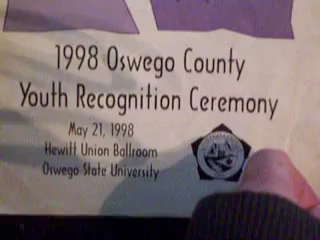 1998 Oswego County
Youth Recognition Ceremony
May 21, 1998
Hewitt Union Ballroom
Oswego State University